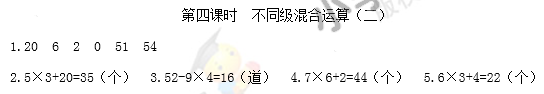 第四课时 不同级混合运算（二）
1.20 6 2 0 51 54
2.5×3+20=35（个） 3.52-9×4=16（道） 4.7×6+2=44（个） 5.6×3+4=22（个）